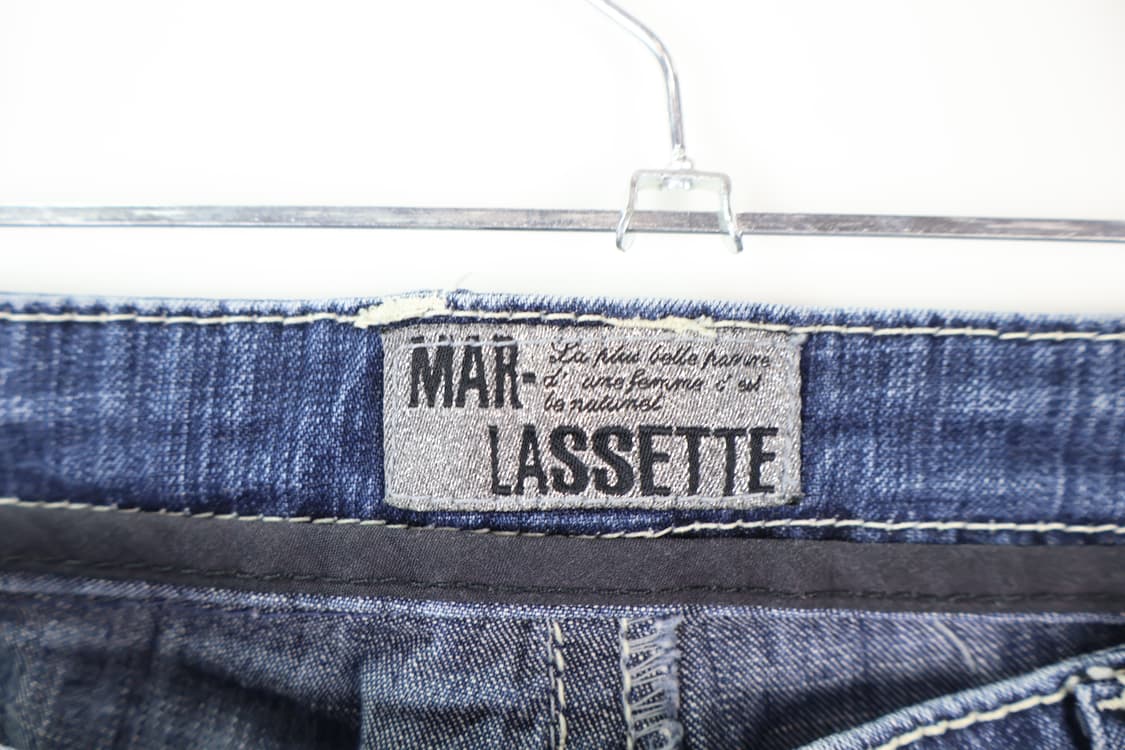 MAR-
La plus belle parure
d' une femme c' est
le naturel
LASSETTE